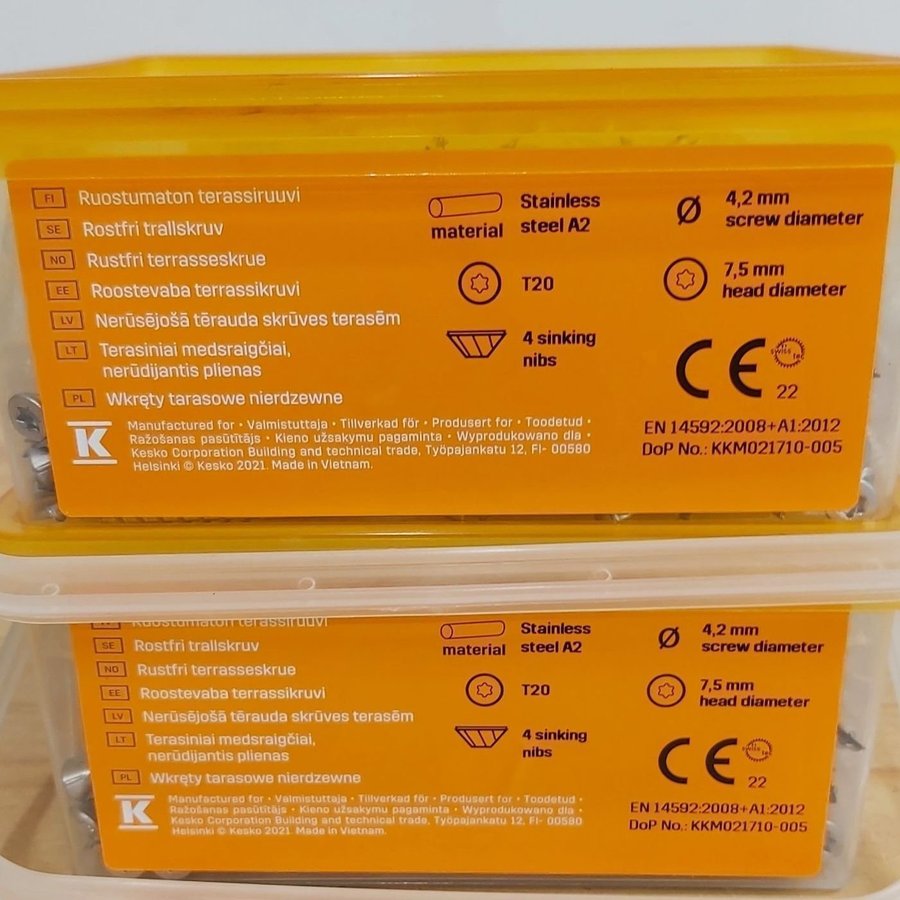 FI Ruostumaton terassiruuvi
SE Rostfri trallskruv
NO Rustfri terrasseskrue
EE Roostevaba terrassikruvi
LV Nerūsējošā tērauda skrūves terasēm
LT Terasiniai medsraigčiai,
nerūdijantis plienas
PL Wkręty tarasowe nierdzewne
K
Manufactured for · Valmistuttaja · Tillverkad för · Produsert for · Toodetud ·
Ražošanas pasūtītājs · Kieno užsakymu pagaminta · Wyprodukowano dla ·
Kesko Corporation Building and technical trade, Työpajankatu 12, FI- 00580
Helsinki © Kesko 2021. Made in Vietnam.
material
Stainless
steel A2
T20
4 sinking
nibs
4,2 mm
screw diameter
7,5 mm
head diameter
CE
swiss tec
22
EN 14592:2008+A1:2012
DoP No.: KKM021710-005
FI Ruostumaton terassiruuvi
SE Rostfri trallskruv
NO Rustfri terrasseskrue
EE Roostevaba terrassikruvi
LV Nerūsējošā tērauda skrūves terasēm
LT Terasiniai medsraigčiai,
nerūdijantis plienas
PL Wkręty tarasowe nierdzewne
K
Manufactured for · Valmistuttaja · Tillverkad för · Produsert for · Toodetud ·
Ražošanas pasūtītājs · Kieno užsakymu pagaminta · Wyprodukowano dla ·
Kesko Corporation Building and technical trade, Työpajankatu 12, FI- 00580
Helsinki © Kesko 2021. Made in Vietnam.
material
Stainless
steel A2
T20
4 sinking
nibs
4,2 mm
screw diameter
7,5 mm
head diameter
CE
22
EN 14592:2008+A1:2012
DoP No.: KKM021710-005